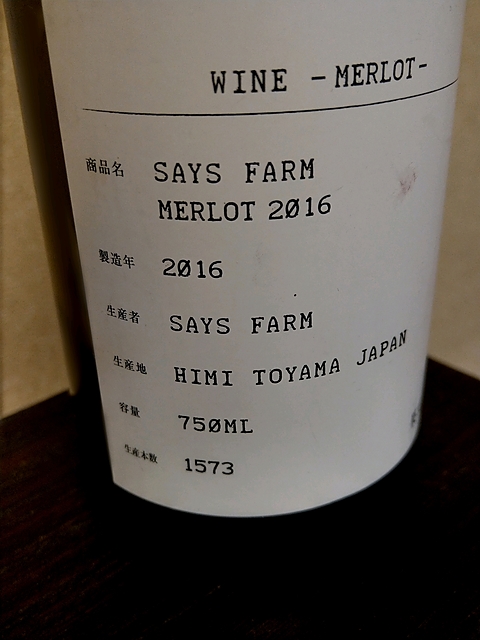 WINE -MERLOT-
商品名 SAYS FARM
MERLOT 2016
製造年 2016
生産者 SAYS FARM
生産地 HIMI TOYAMA JAPAN
容量 750ML
生産本数 1573